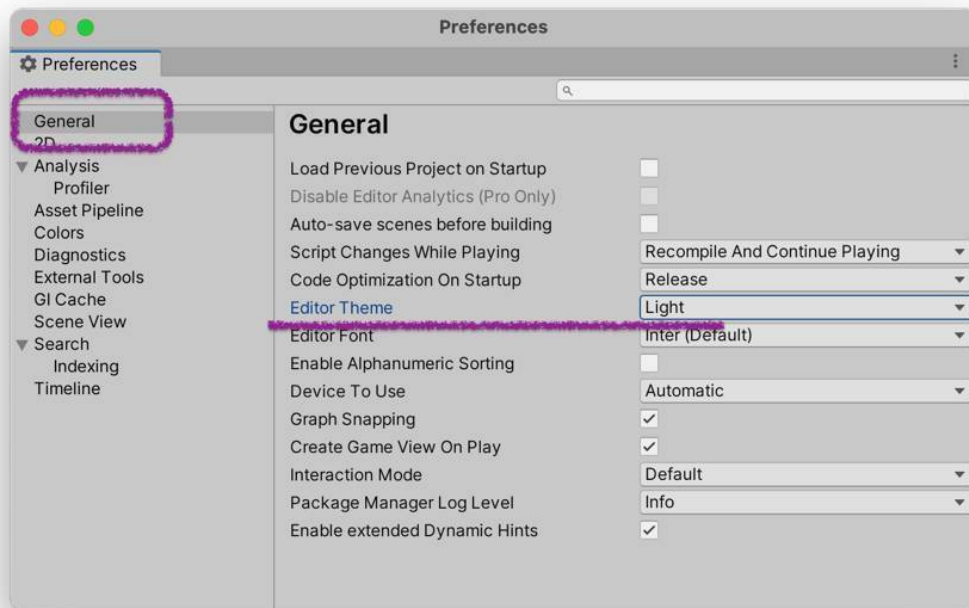 Preferences
Preferences
General
2D
Analysis
Profiler
Asset Pipeline
Colors
Diagnostics
External Tools
GI Cache
Scene View
Search
Indexing
Timeline
General
Load Previous Project on Startup
Disable Editor Analytics (Pro Only)
Auto-save scenes before building
Script Changes While Playing Recompile And Continue Playing
Code Optimization On Startup Release
Editor Theme Light
Editor Font Inter (Default)
Enable Alphanumeric Sorting
Device To Use Automatic
Graph Snapping
Create Game View On Play
Interaction Mode Default
Package Manager Log Level Info
Enable extended Dynamic Hints